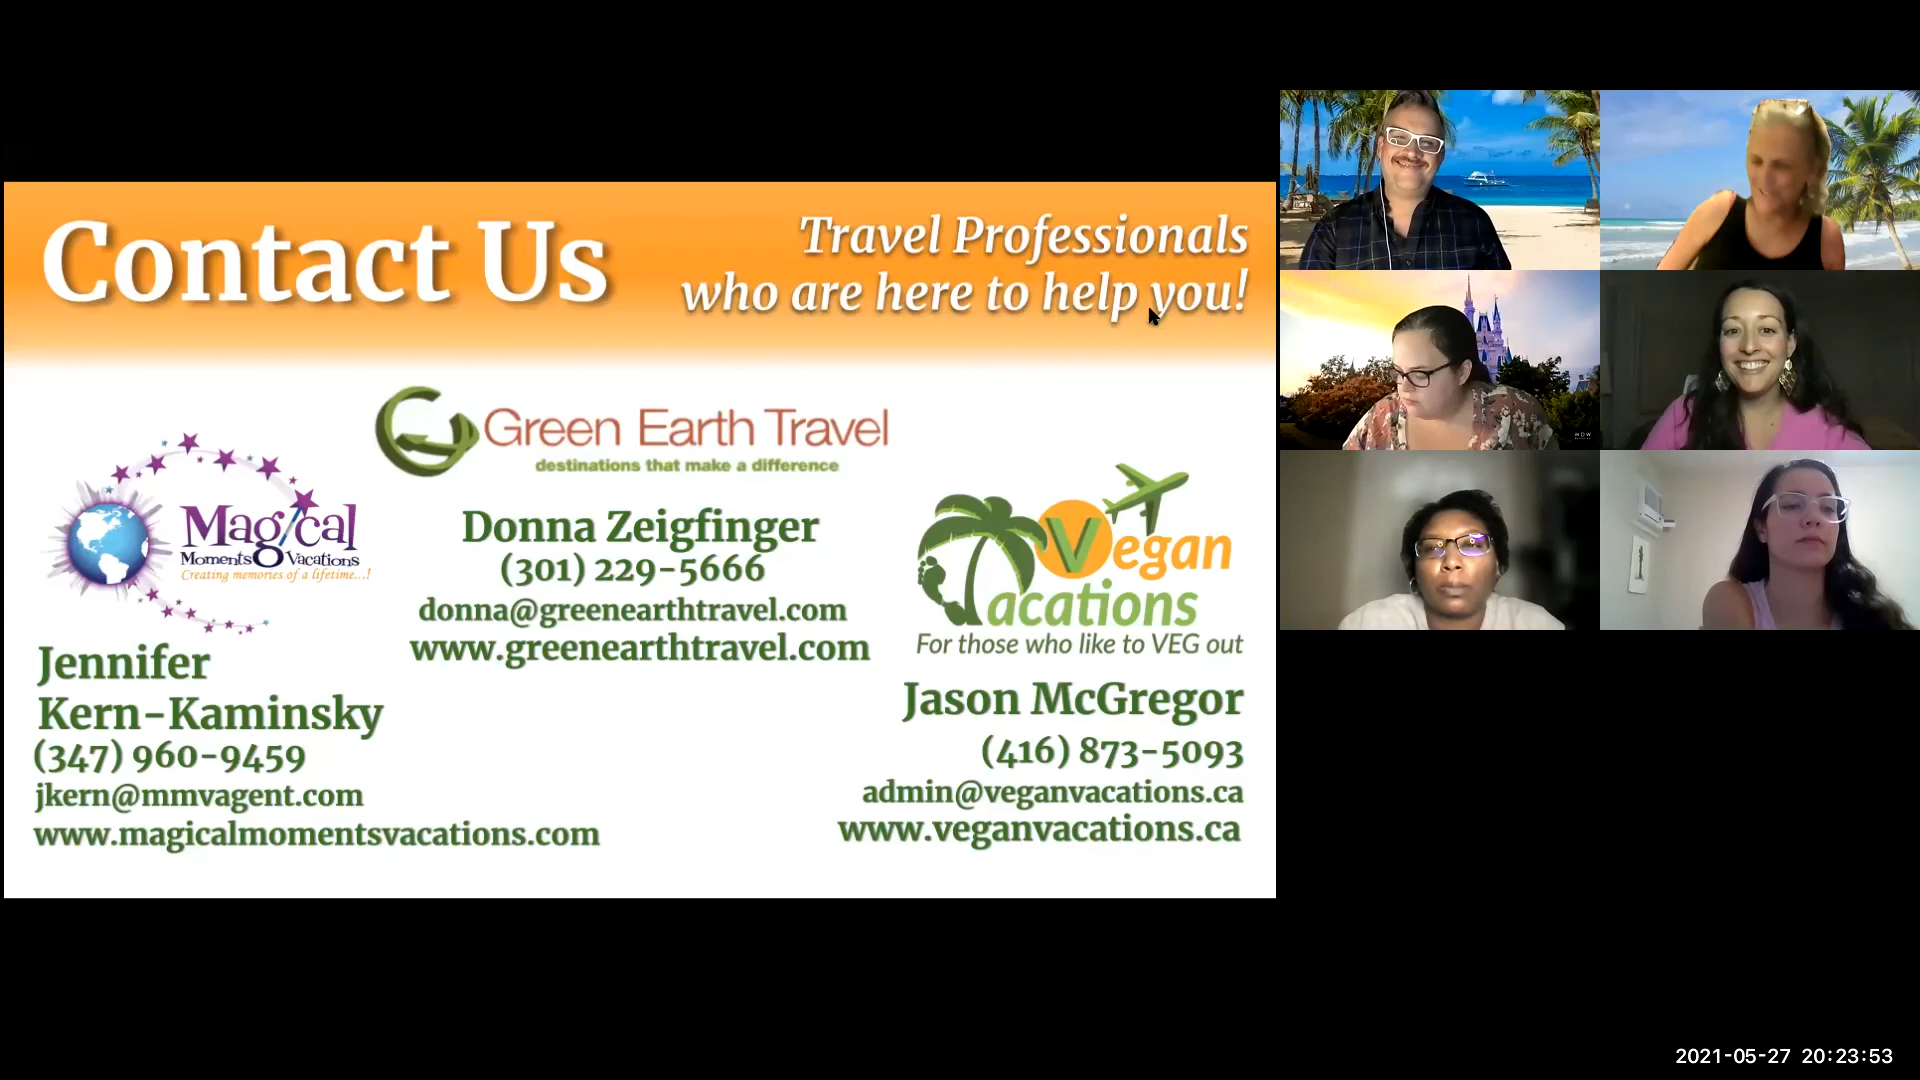 Contact Us
Travel Professionals
who are here to help you!
Green Earth Travel
destinations that make a difference
Donna Zeigfinger
(301) 229-5666
donna@greenearthtravel.com
www.greenearthtravel.com
Magical
Moments Vacations
Creating memories of a lifetime...!
Jennifer
Kern-Kaminsky
(347) 960-9459
jkern@mmvagent.com
www.magicalmomentsvacations.com
Vegan
Vacations
For those who like to VEG out
Jason McGregor
(416) 873-5093
admin@veganvacations.ca
www.veganvacations.ca
WDW
2021-05-27 20:23:53